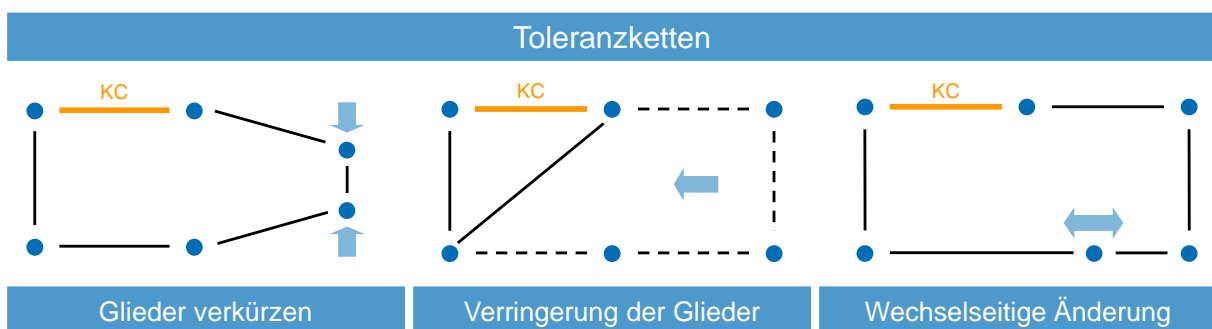 Toleranzketten
KC
KC
KC
Glieder verkürzen
Verringerung der Glieder
Wechselseitige Änderung